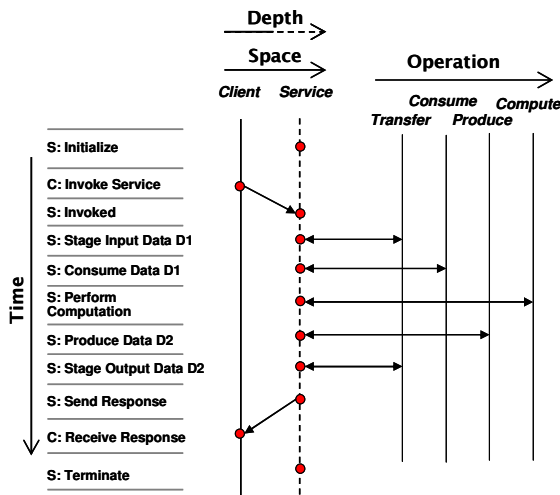 Depth
Space
Operation
Client Service
Consume
Compute
Transfer
Produce
S: Initialize
C: Invoke Service
S: Invoked
S: Stage Input Data D1
S: Consume Data D1
S: Perform
Computation
S: Produce Data D2
S: Stage Output Data D2
S: Send Response
C: Receive Response
S: Terminate
Time